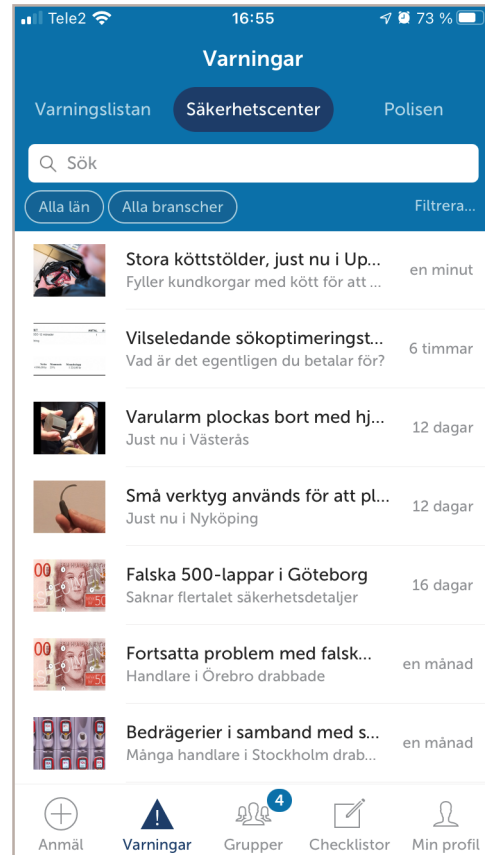 Tele2 16:55 73 %
Varningar
Varningslistan Säkerhetscenter Polisen
Sök
Alla län Alla branscher Filtrera...
Stora köttstölder, just nu i Up... en minut
Fyller kundkorgar med kött för att ...
Vilseledande sökoptimeringst... 6 timmar
Vad är det egentligen du betalar för?
Varularm plockas bort med hj... 12 dagar
Just nu i Västerås
Små verktyg används för att pl... 12 dagar
Just nu i Nyköping
Falska 500-lappar i Göteborg 16 dagar
Saknar flertalet säkerhetsdetaljer
Fortsatta problem med falsk... en månad
Handlare i Örebro drabbade
Bedrägerier i samband med s... en månad
Många handlare i Stockholm drab...
4
Anmäl Varningar Grupper Checklistor Min profil